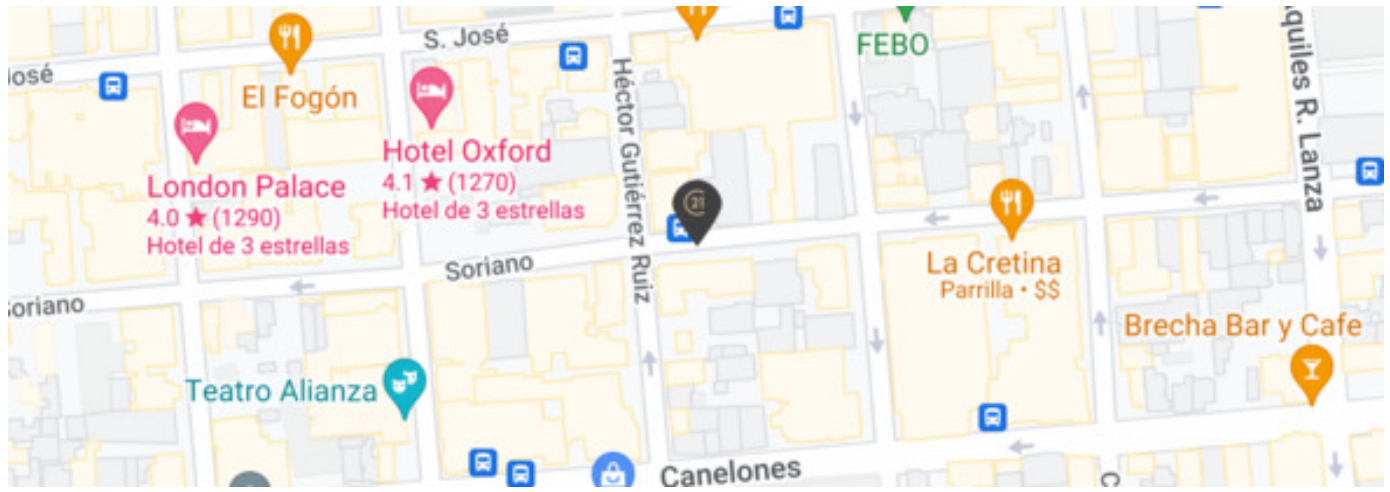 S. José
José
El Fogón
Héctor Gutiérrez Ruiz
FEBO
Aquiles R. Lanza
Hotel Oxford
4.1 ★ (1270)
Hotel de 3 estrellas
London Palace
4.0 ★ (1290)
Hotel de 3 estrellas
21
Soriano
Soriano
La Cretina
Parrilla • $$
Brecha Bar y Cafe
Teatro Alianza
Canelones